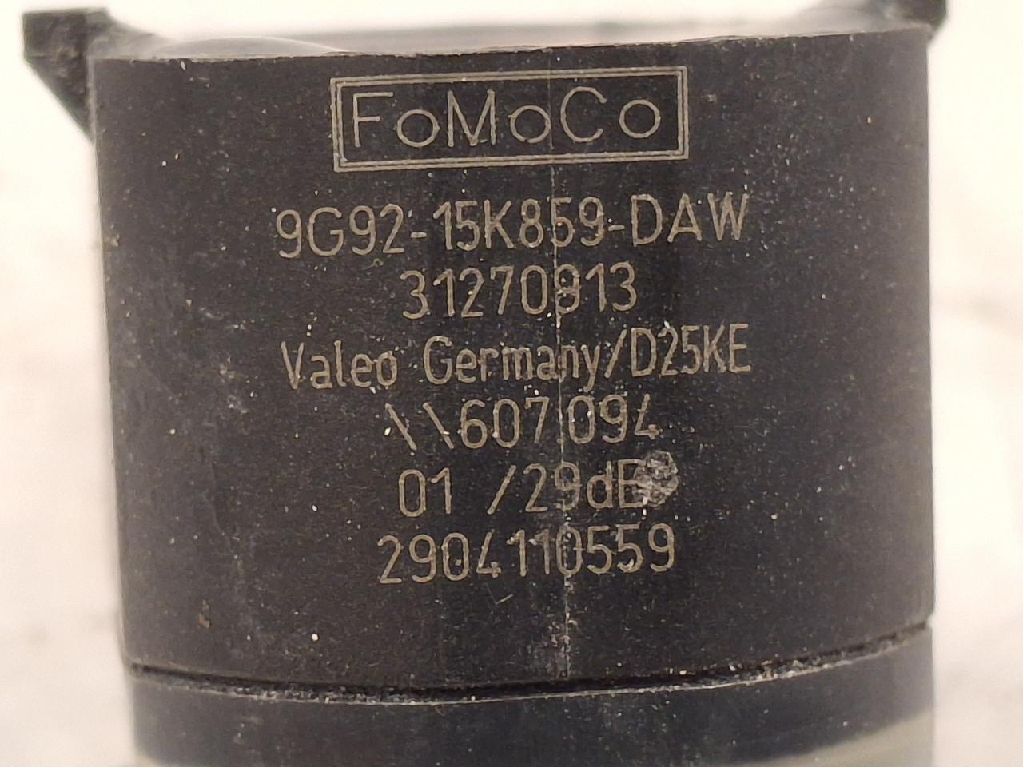 FoMoCo
9G92-15K859-DAW
31270913
Valeo Germany/D25KE
\\607094
01 /29dB
2904110559